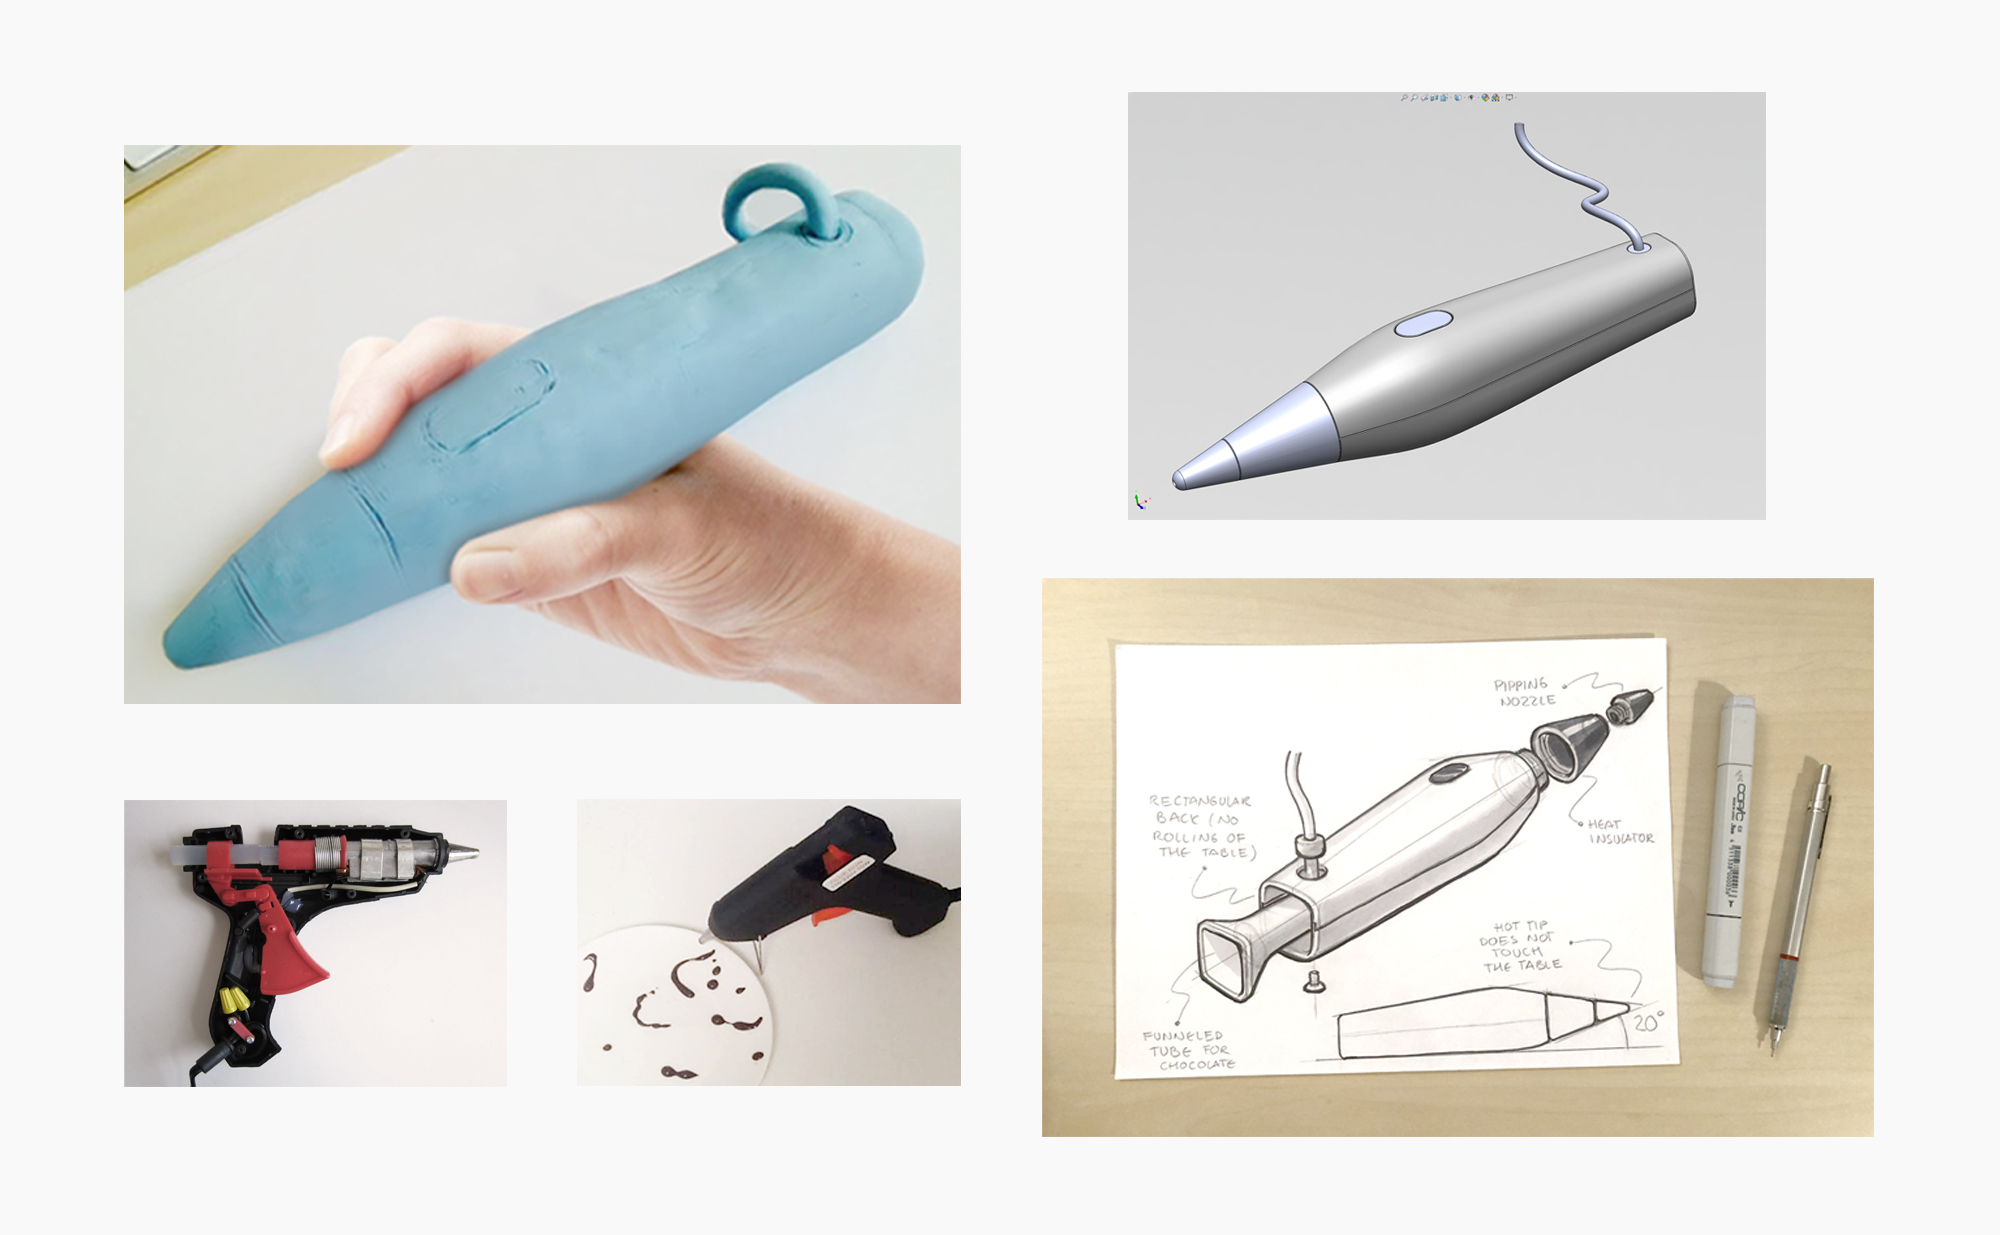 PIPPING
NOZZLE
RECTANGULAR
BACK (NO
ROLLING OF
THE TABLE)
HEAT
INSULATOR
HOT TIP
DOES NOT
TOUCH
THE TABLE
20°
FUNNELED
TUBE FOR
CHOCOLATE
COPIC